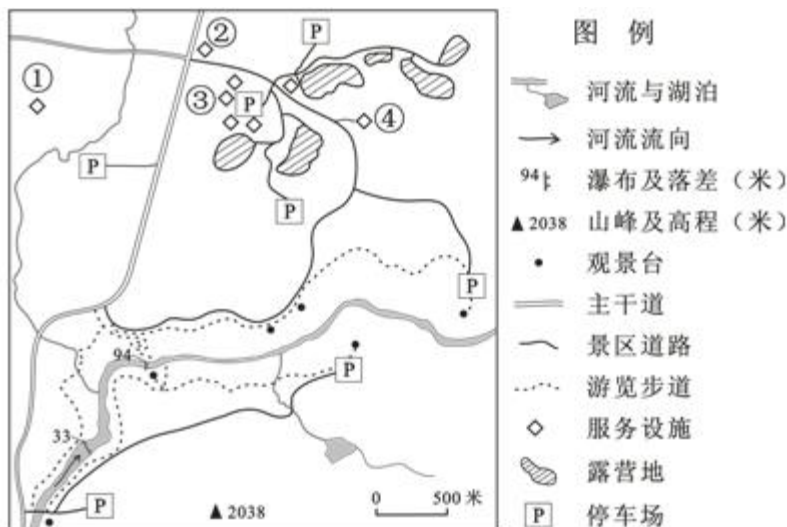 P
②
P
①
③
P
④
P
P
P
94
P
33
P
▲2038
0 500 米
图 例
河流与湖泊
河流流向
94 瀑布及落差（米）
▲2038 山峰及高程（米）
观景台
主干道
景区道路
游览步道
服务设施
露营地
P 停车场